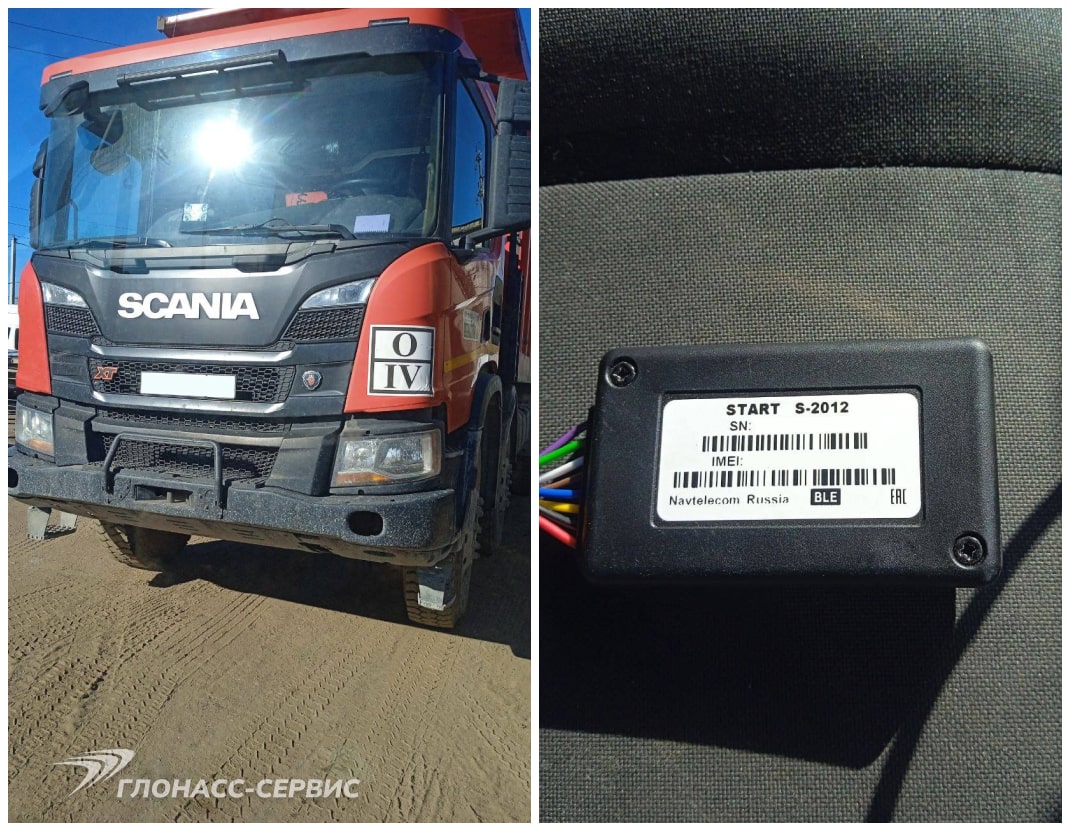 SCANIA
XT
O
IV
ГЛОНАСС-СЕРВИС
START S-2012
SN:
IMEI:
Navtelecom Russia BLE EAC